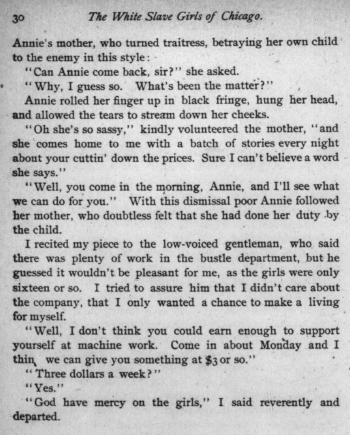 30 The White Slave Girls of Chicago.
Annie's mother, who turned traitress, betraying her own child
to the enemy in this style:
"Can Annie come back, sir?" she asked.
"Why, I guess so. What's been the matter?"
Annie rolled her finger up in black fringe, hung her head,
and allowed the tears to stream down her cheeks.
"Oh she's so sassy," kindly volunteered the mother, "and
she comes home to me with a batch of stories every night
about your cuttin' down the prices. Sure I can't believe a word
she says."
"Well, you come in the morning, Annie, and I'll see what
we can do for you." With this dismissal poor Annie followed
her mother, who doubtless felt that she had done her duty by
the child.
I recited my piece to the low-voiced gentleman, who said
there was plenty of work in the bustle department, but he
guessed it wouldn't be pleasant for me, as the girls were only
sixteen or so. I tried to assure him that I didn't care about
the company, that I only wanted a chance to make a living
for myself.
"Well, I don't think you could earn enough to support
yourself at machine work. Come in about Monday and I
thin we can give you something at $3 or so."
"Three dollars a week?"
"Yes."
"God have mercy on the girls," I said reverently and
departed.